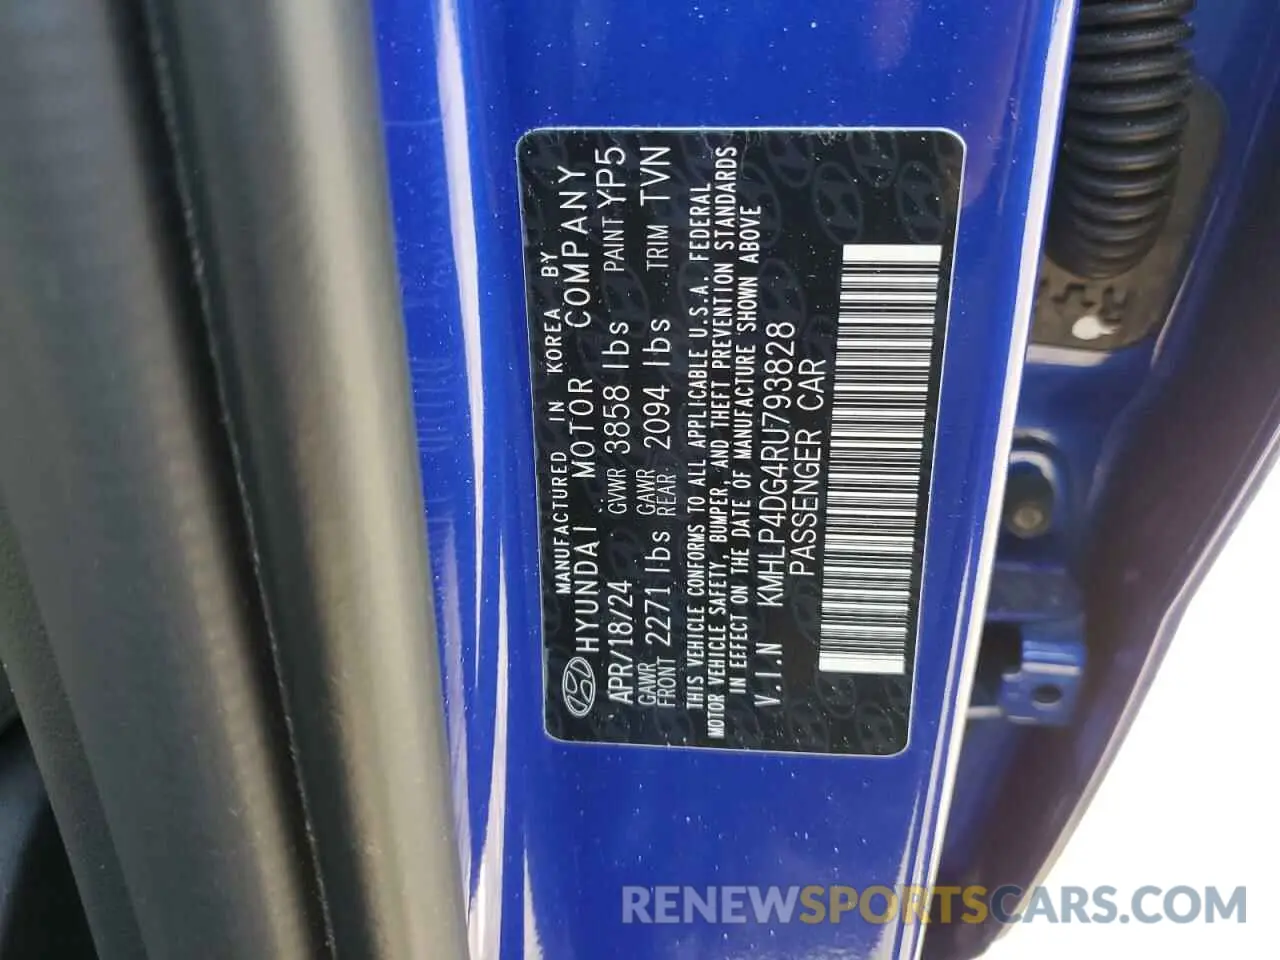 MANUFACTURED IN KOREA BY
HYUNDAI MOTOR COMPANY
APR/18/24 GVWR 3858 lbs PAINT YP5
GAWR FRONT 2271 lbs GAWR REAR 2094 lbs TRIM TVN
THIS VEHICLE CONFORMS TO ALL APPLICABLE U.S.A. FEDERAL
MOTOR VEHICLE SAFETY, BUMPER, AND THEFT PREVENTION STANDARDS
IN EFFECT ON THE DATE OF MANUFACTURE SHOWN ABOVE
V.I.N KMHLP4DG4RU793828
PASSENGER CAR
RENEWSPORTSCARS.COM